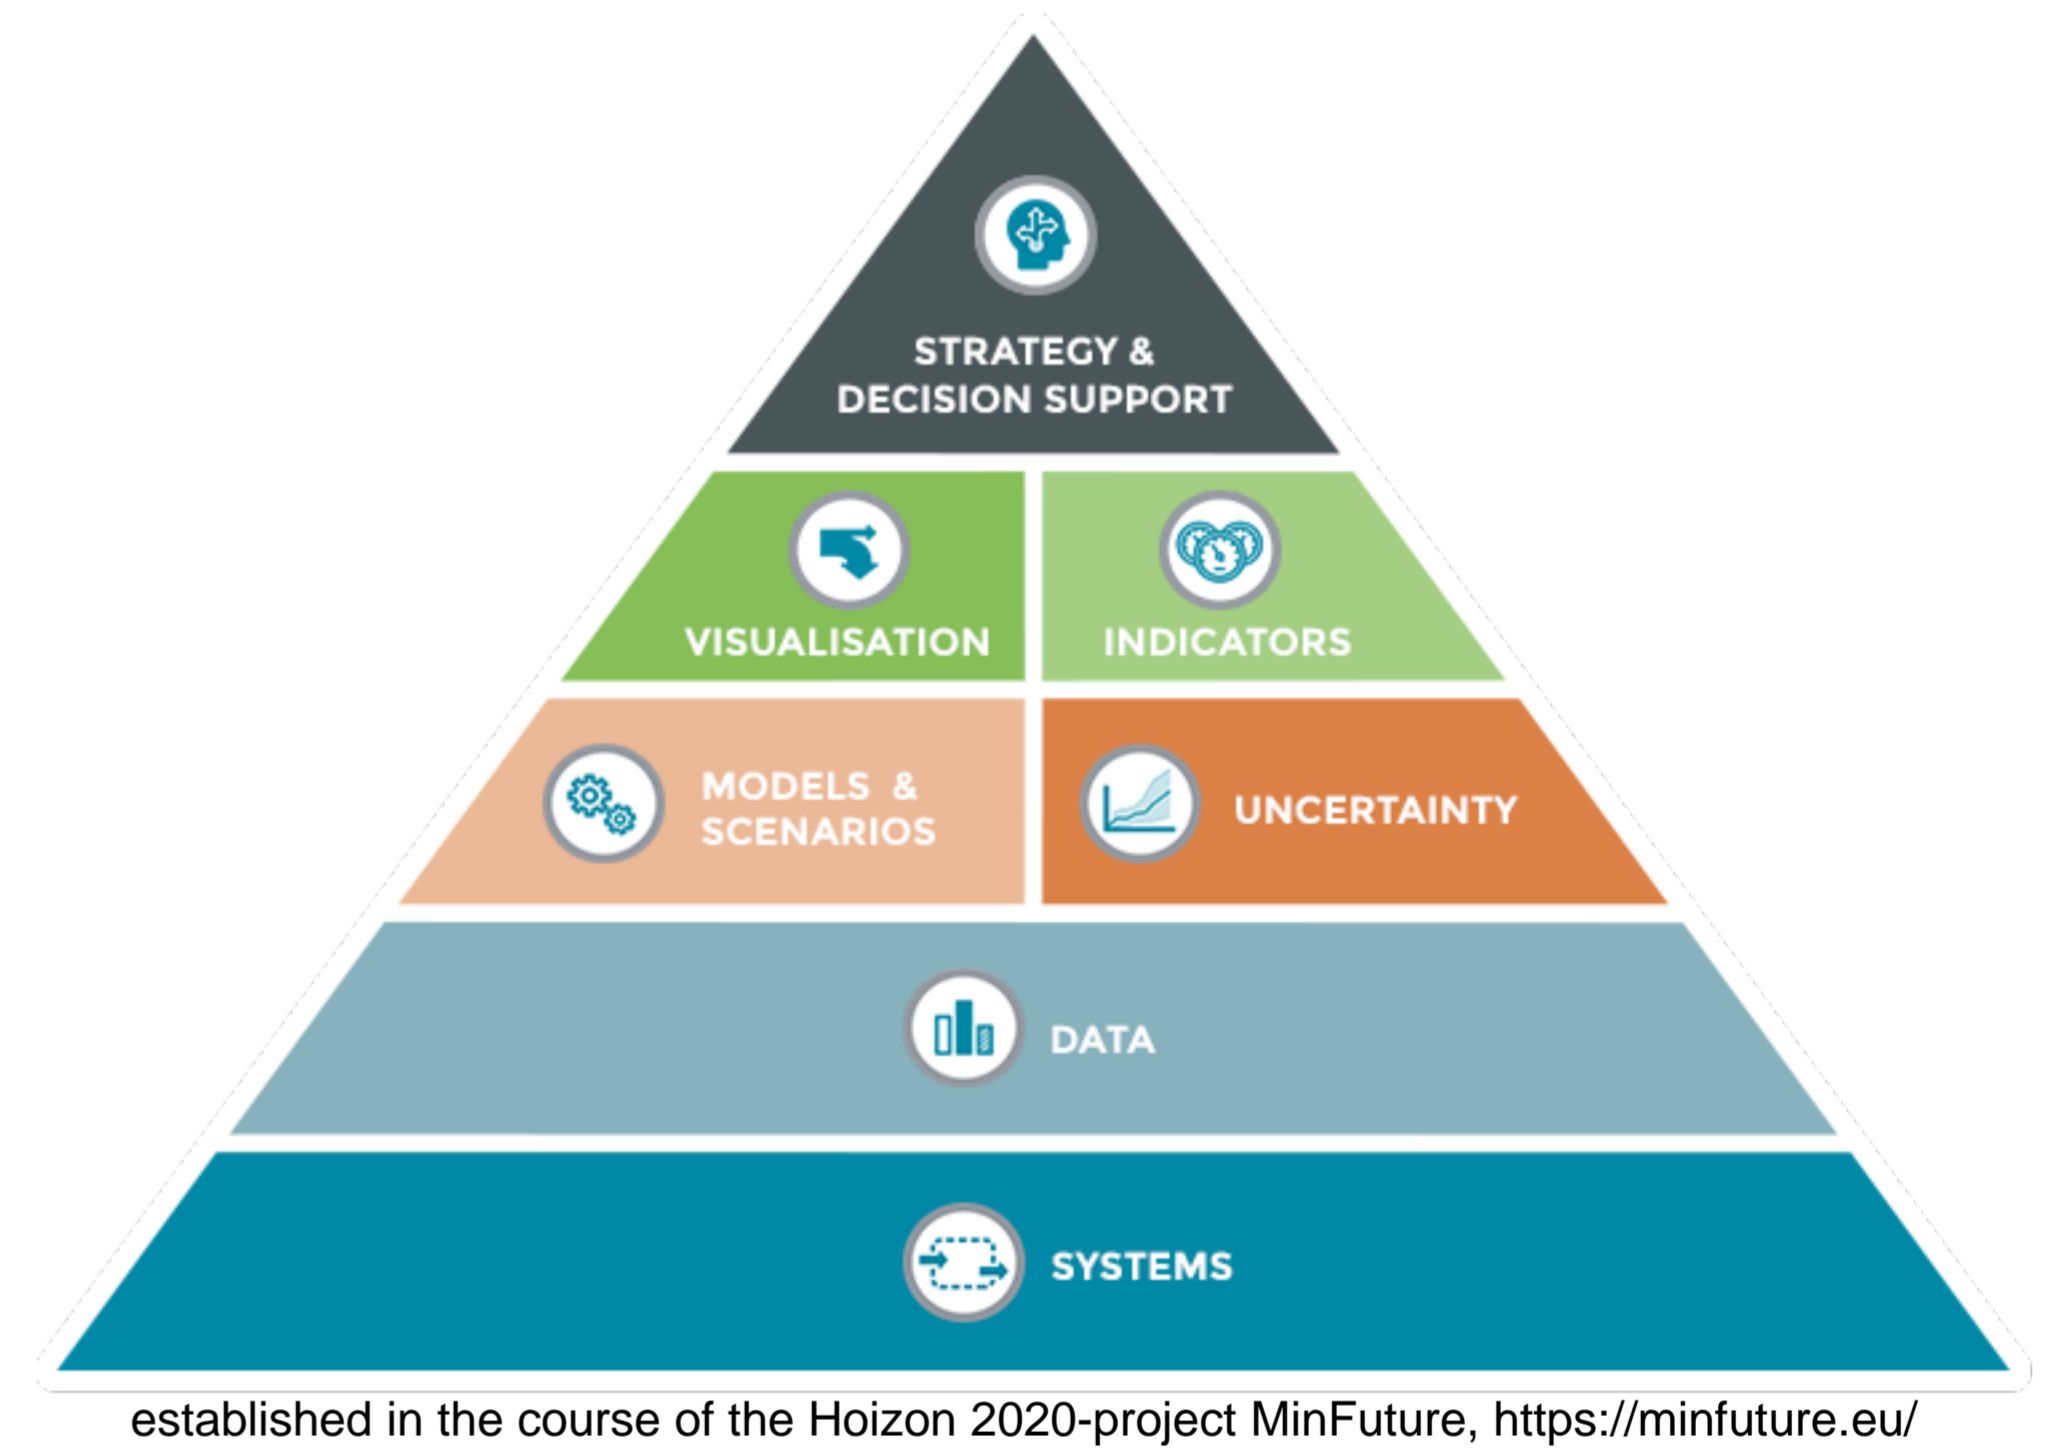 STRATEGY &
DECISION SUPPORT
VISUALISATION
INDICATORS
MODELS &
SCENARIOS
UNCERTAINTY
DATA
SYSTEMS
established in the course of the Hoizon 2020-project MinFuture, https://minfuture.eu/